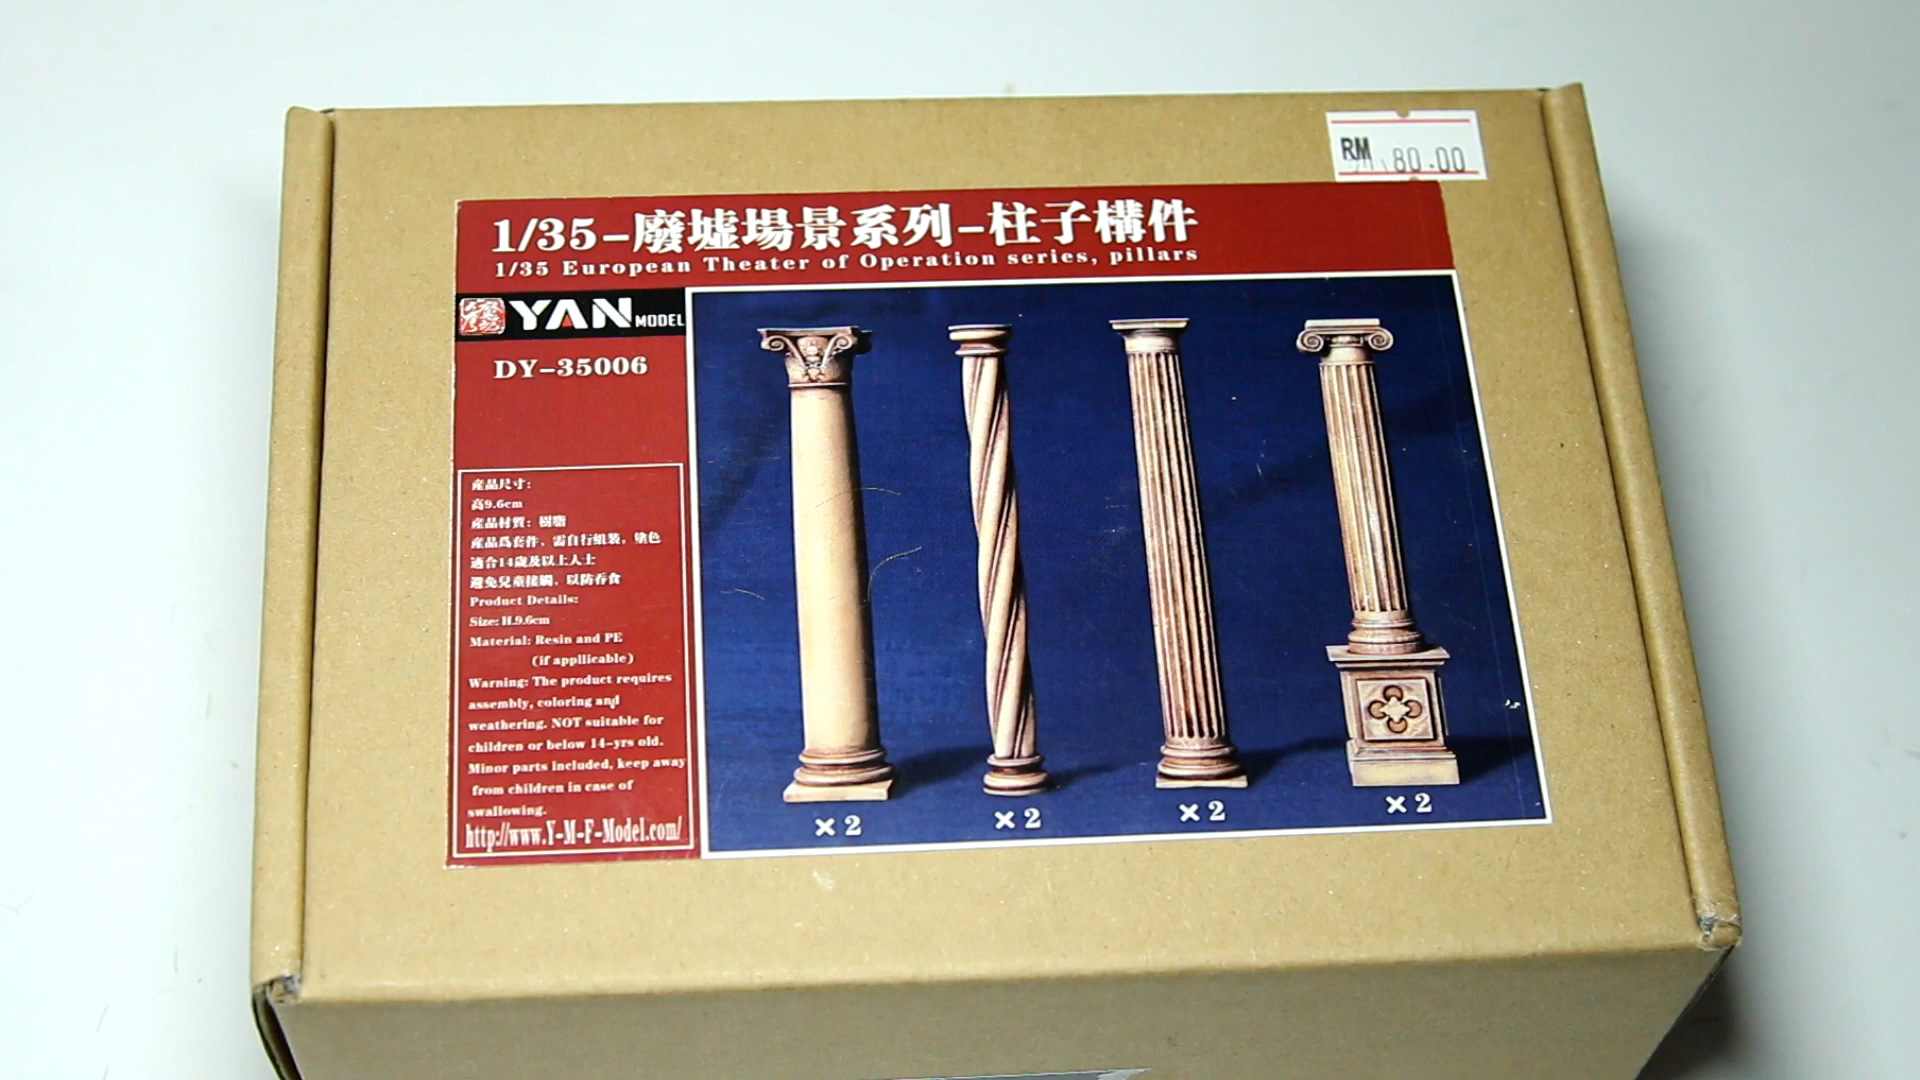 RM 80.00
1/35-廢墟場景系列-柱子構件
1/35 European Theater of Operation series, pillars
YAN MODEL
DY-35006
產品尺寸:
高9.6cm
產品材質: 樹脂
產品爲套件, 需自行組裝, 塗色
適合14歲及以上人士
避免兒童接觸, 以防吞食
Product Details:
Size: H.9.6cm
Material: Resin and PE
(if appllicable)
Warning: The product requires
assembly, coloring and
weathering. NOT suitable for
children or below 14-yrs old.
Minor parts included, keep away
from children in case of
swallowing.
http://www.Y-M-F-Model.com/
×2
×2
×2
×2